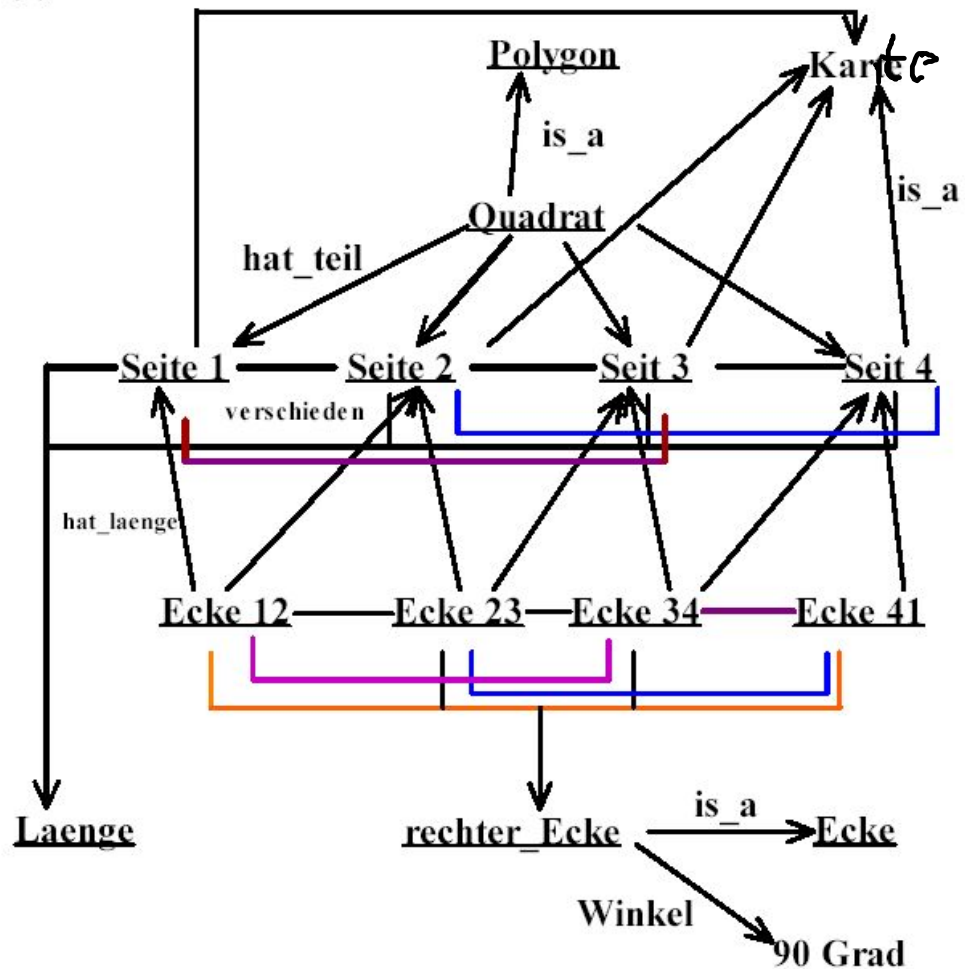 Polygon
Karte
is_a
is_a
Quadrat
hat_teil
Seite 1 Seite 2 Seit 3 Seit 4
verschieden
hat_laenge
Ecke 12 Ecke 23 Ecke 34 Ecke 41
is_a
Laenge rechter_Ecke Ecke
Winkel
90 Grad